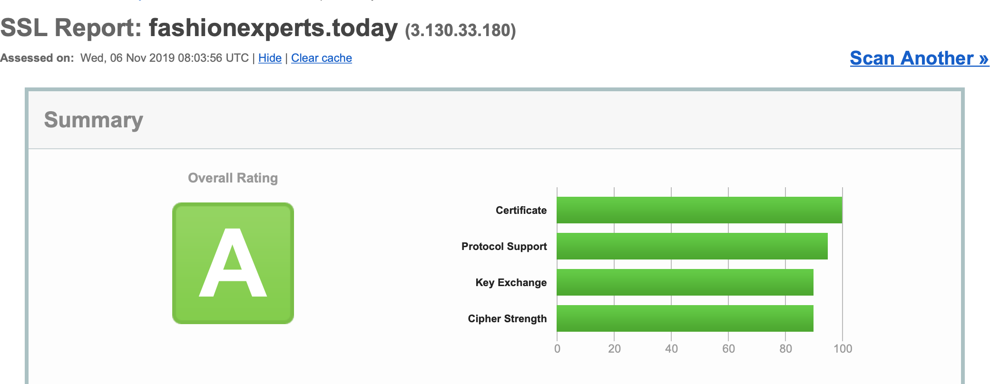 SSL Report: fashionexperts.today (3.130.33.180)
Assessed on: Wed, 06 Nov 2019 08:03:56 UTC | Hide | Clear cache
Scan Another »
Summary
Overall Rating
A
Certificate
Protocol Support
Key Exchange
Cipher Strength
0 20 40 60 80 100